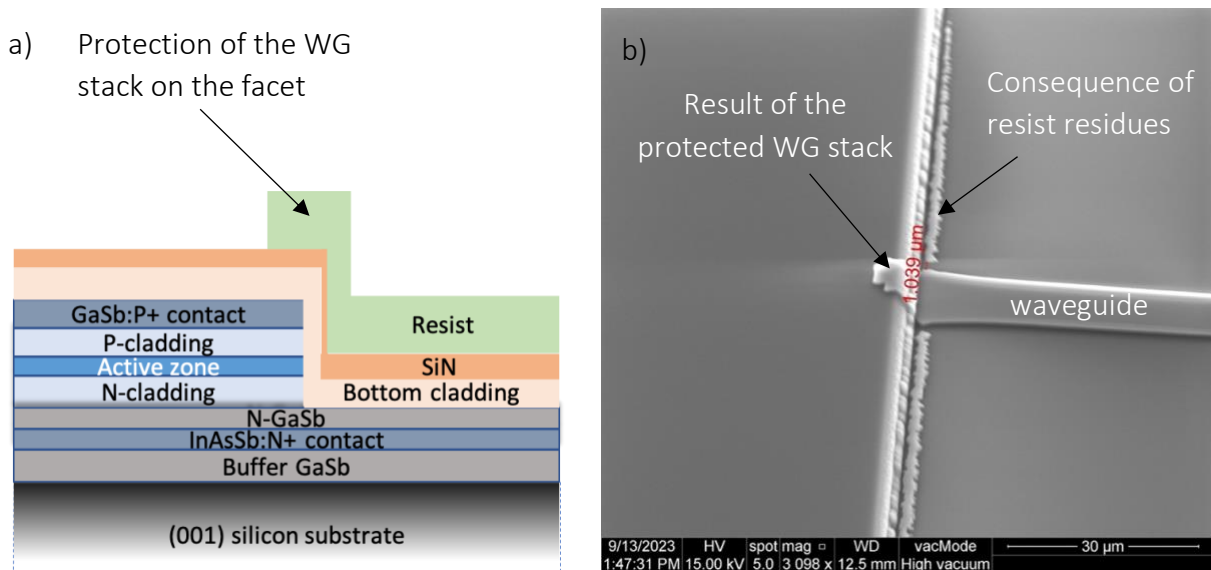 a)
Protection of the WG
stack on the facet
GaSb:P+ contact
P-cladding
Active zone
N-cladding
N-GaSb
InAsSb:N+ contact
Buffer GaSb
(001) silicon substrate
Resist
SiN
Bottom cladding
b)
Result of the
protected WG stack
Consequence of
resist residues
1.039 µm
waveguide
9/13/2023 HV spot mag □ WD vacMode 30 µm
1:47:31 PM 15.00 kV 5.0 3 098 x 12.5 mm High vacuum